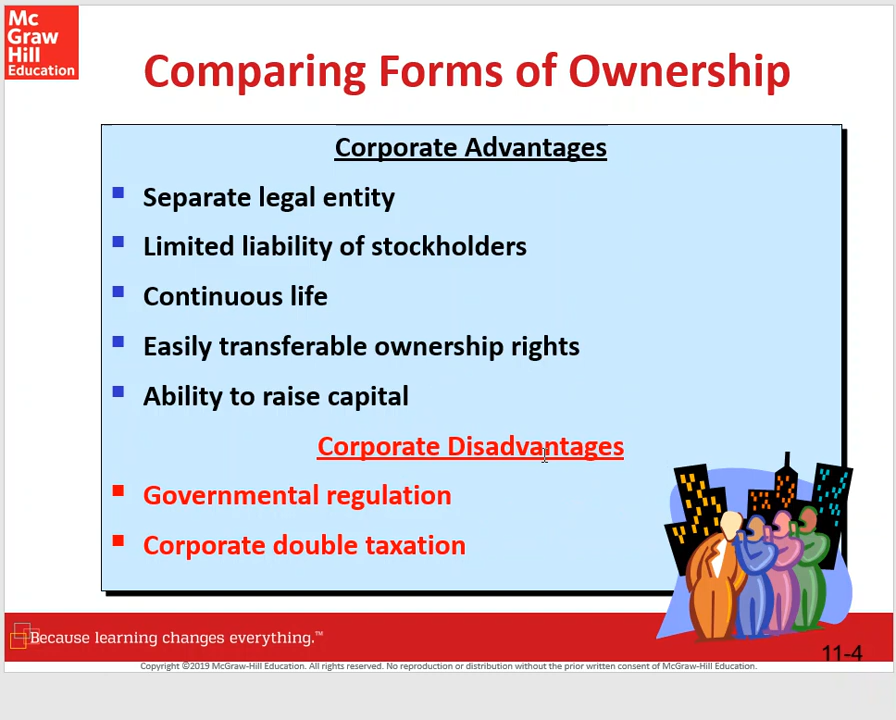 Mc
Graw
Hill
Education
Comparing Forms of Ownership
Corporate Advantages
Separate legal entity
Limited liability of stockholders
Continuous life
Easily transferable ownership rights
Ability to raise capital
Corporate Disadvantages
Governmental regulation
Corporate double taxation
Because learning changes everything.™
11-4
Copyright ©2019 McGraw-Hill Education. All rights reserved. No reproduction or distribution without the prior written consent of McGraw-Hill Education.